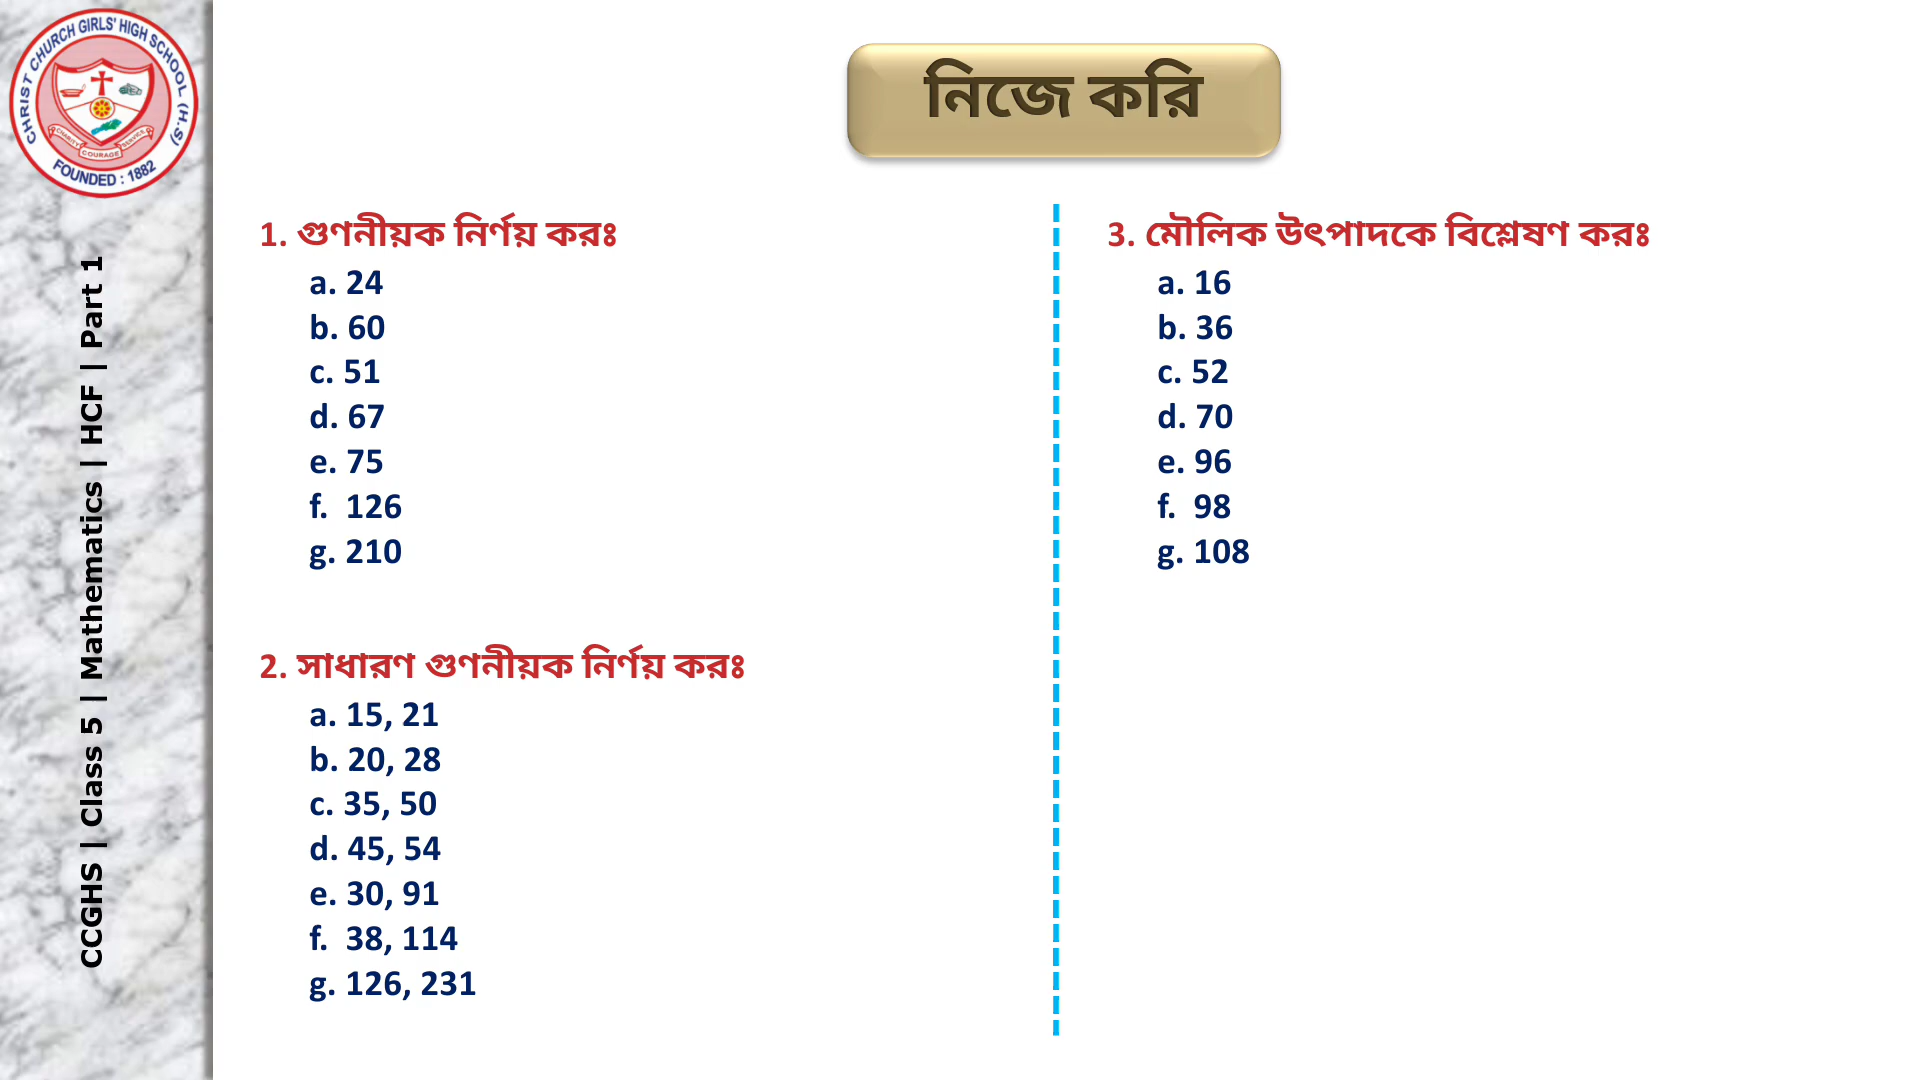 CHRIST CHURCH GIRLS' HIGH SCHOOL (H.S)
CHARITY COURAGE SERVICE
FOUNDED : 1882
CCGHS | Class 5 | Mathematics | HCF | Part 1
নিজে করি
1. গুণনীয়ক নির্ণয় করঃ
a. 24
b. 60
c. 51
d. 67
e. 75
f. 126
g. 210
2. সাধারণ গুণনীয়ক নির্ণয় করঃ
a. 15, 21
b. 20, 28
c. 35, 50
d. 45, 54
e. 30, 91
f. 38, 114
g. 126, 231
3. মৌলিক উৎপাদকে বিশ্লেষণ করঃ
a. 16
b. 36
c. 52
d. 70
e. 96
f. 98
g. 108